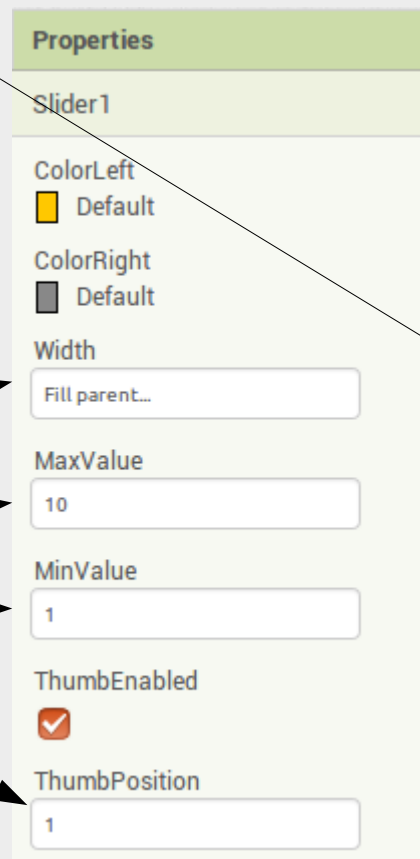 Properties
Slider1
ColorLeft
Default
ColorRight
Default
Width
Fill parent...
MaxValue
10
MinValue
1
ThumbEnabled
ThumbPosition
1